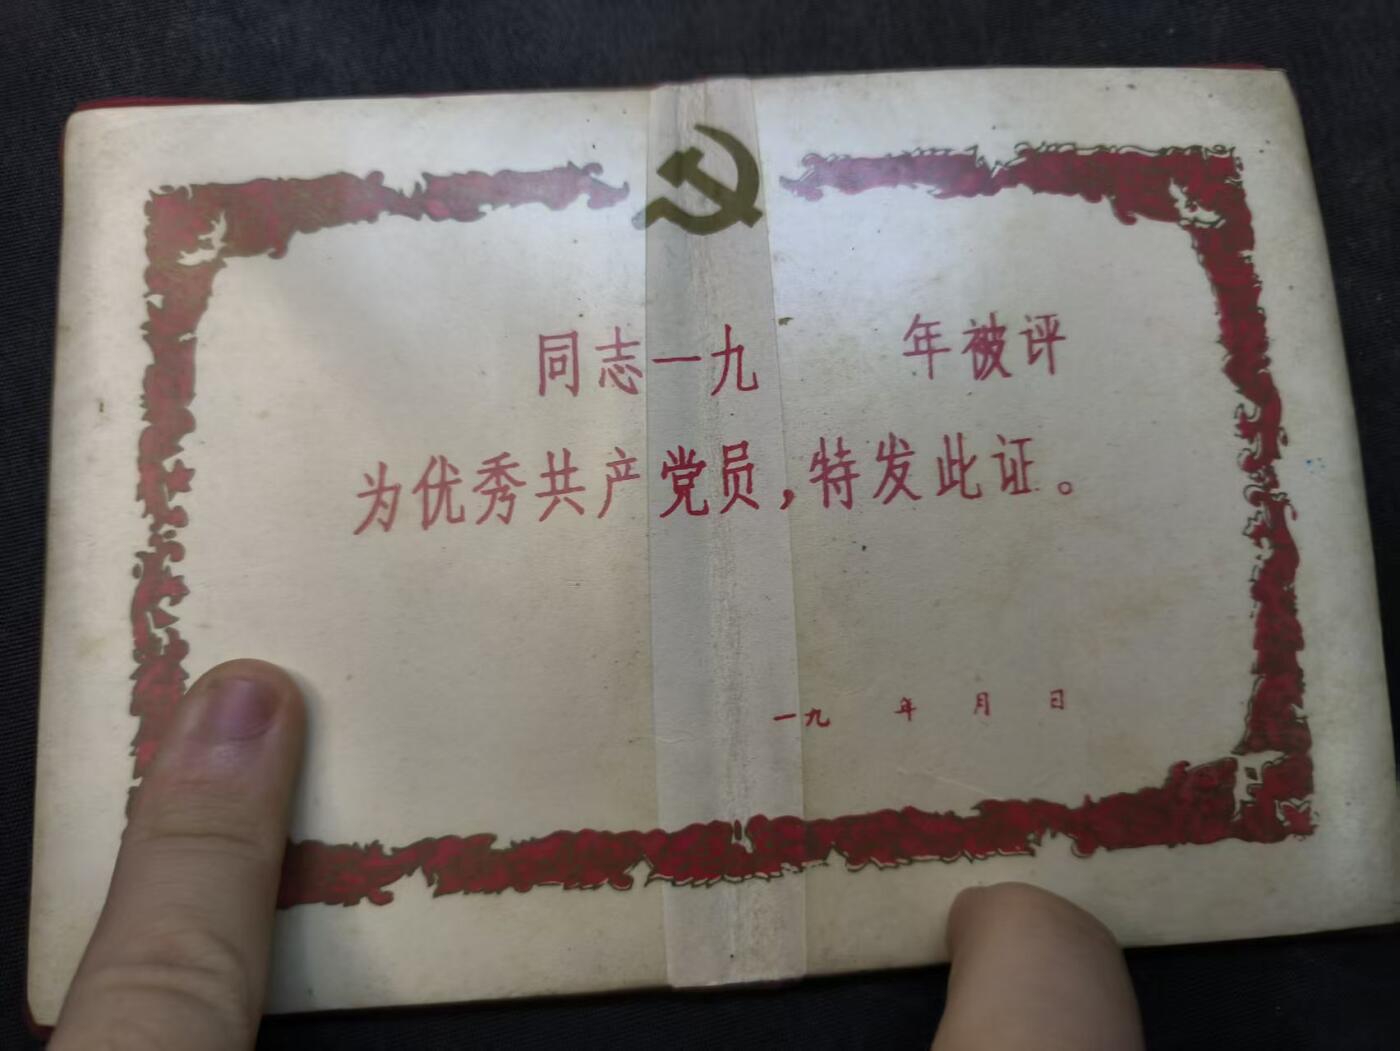 同志一九 年被评
为优秀共产党员，特发此证。
一九 年 月 日